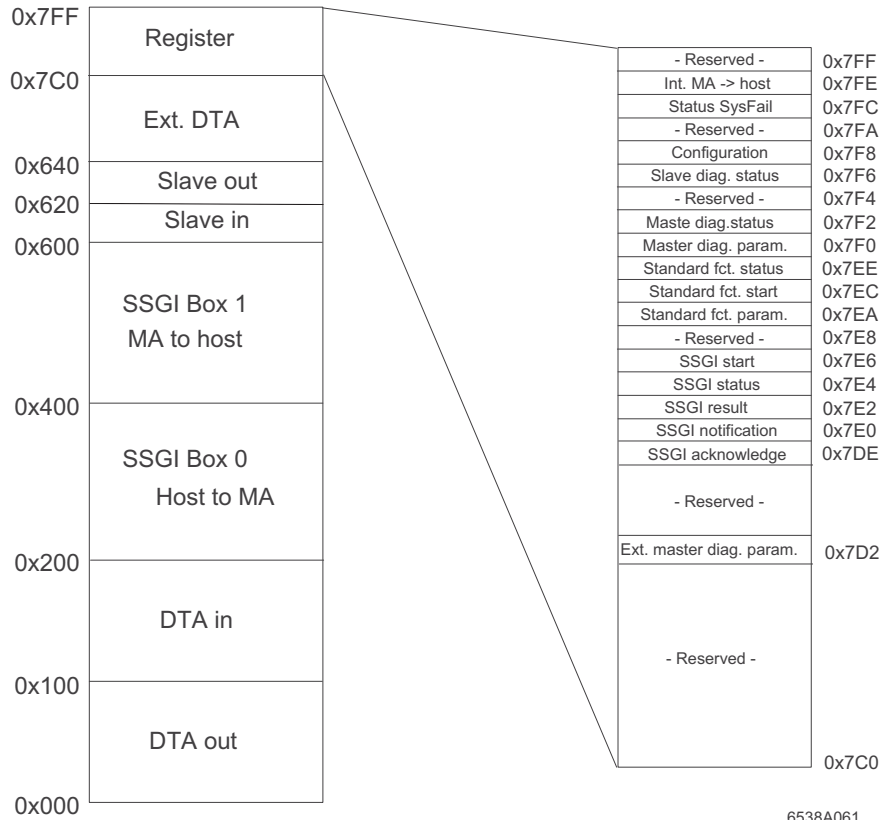 0x7FF
Register
0x7C0
Ext. DTA
0x640
Slave out
0x620
Slave in
0x600
SSGI Box 1
MA to host
0x400
SSGI Box 0
Host to MA
0x200
DTA in
0x100
DTA out
0x000
- Reserved - 0x7FF
Int. MA -> host 0x7FE
Status SysFail 0x7FC
- Reserved - 0x7FA
Configuration 0x7F8
Slave diag. status 0x7F6
- Reserved - 0x7F4
Maste diag.status 0x7F2
Master diag. param. 0x7F0
Standard fct. status 0x7EE
Standard fct. start 0x7EC
Standard fct. param. 0x7EA
- Reserved - 0x7E8
SSGI start 0x7E6
SSGI status 0x7E4
SSGI result 0x7E2
SSGI notification 0x7E0
SSGI acknowledge 0x7DE
- Reserved -
Ext. master diag. param. 0x7D2
- Reserved -
0x7C0
6538A061